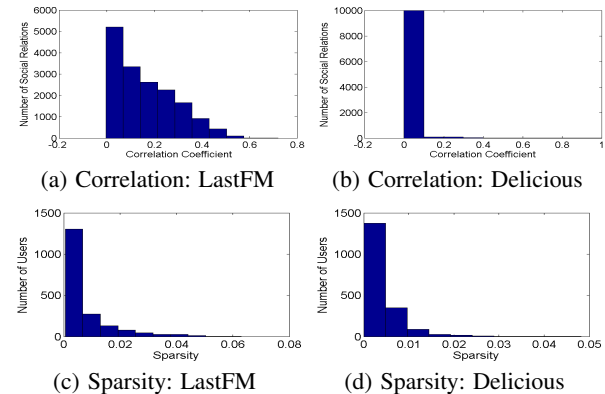 6000
5000
4000
3000
2000
1000
0
Number of Social Relations
-0.2 0 0.2 0.4 0.6 0.8
Correlation Coefficient
(a) Correlation: LastFM
10000
8000
6000
4000
2000
0
Number of Social Relations
-0.2 0 0.2 0.4 0.6 0.8 1
Correlation Coefficient
(b) Correlation: Delicious
1500
1000
500
0
Number of Users
0 0.02 0.04 0.06 0.08
Sparsity
(c) Sparsity: LastFM
1500
1000
500
0
Number of Users
0 0.01 0.02 0.03 0.04 0.05
Sparsity
(d) Sparsity: Delicious